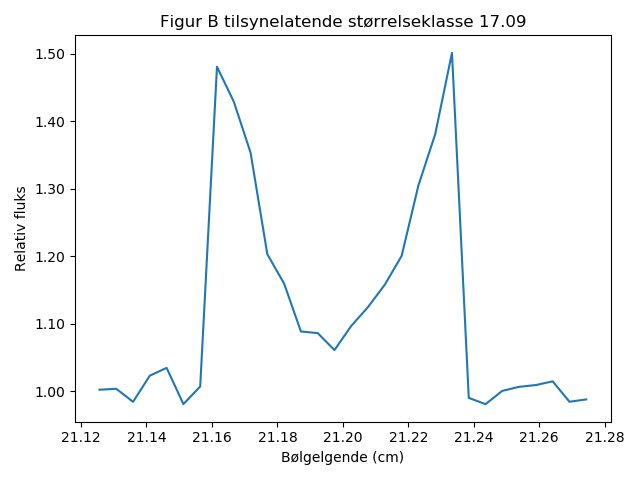 Figur B tilsynelatende størrelseklasse 17.09
1.50
1.40
1.30
1.20
1.10
1.00
Relativ fluks
21.12 21.14 21.16 21.18 21.20 21.22 21.24 21.26 21.28
Bølgelgende (cm)